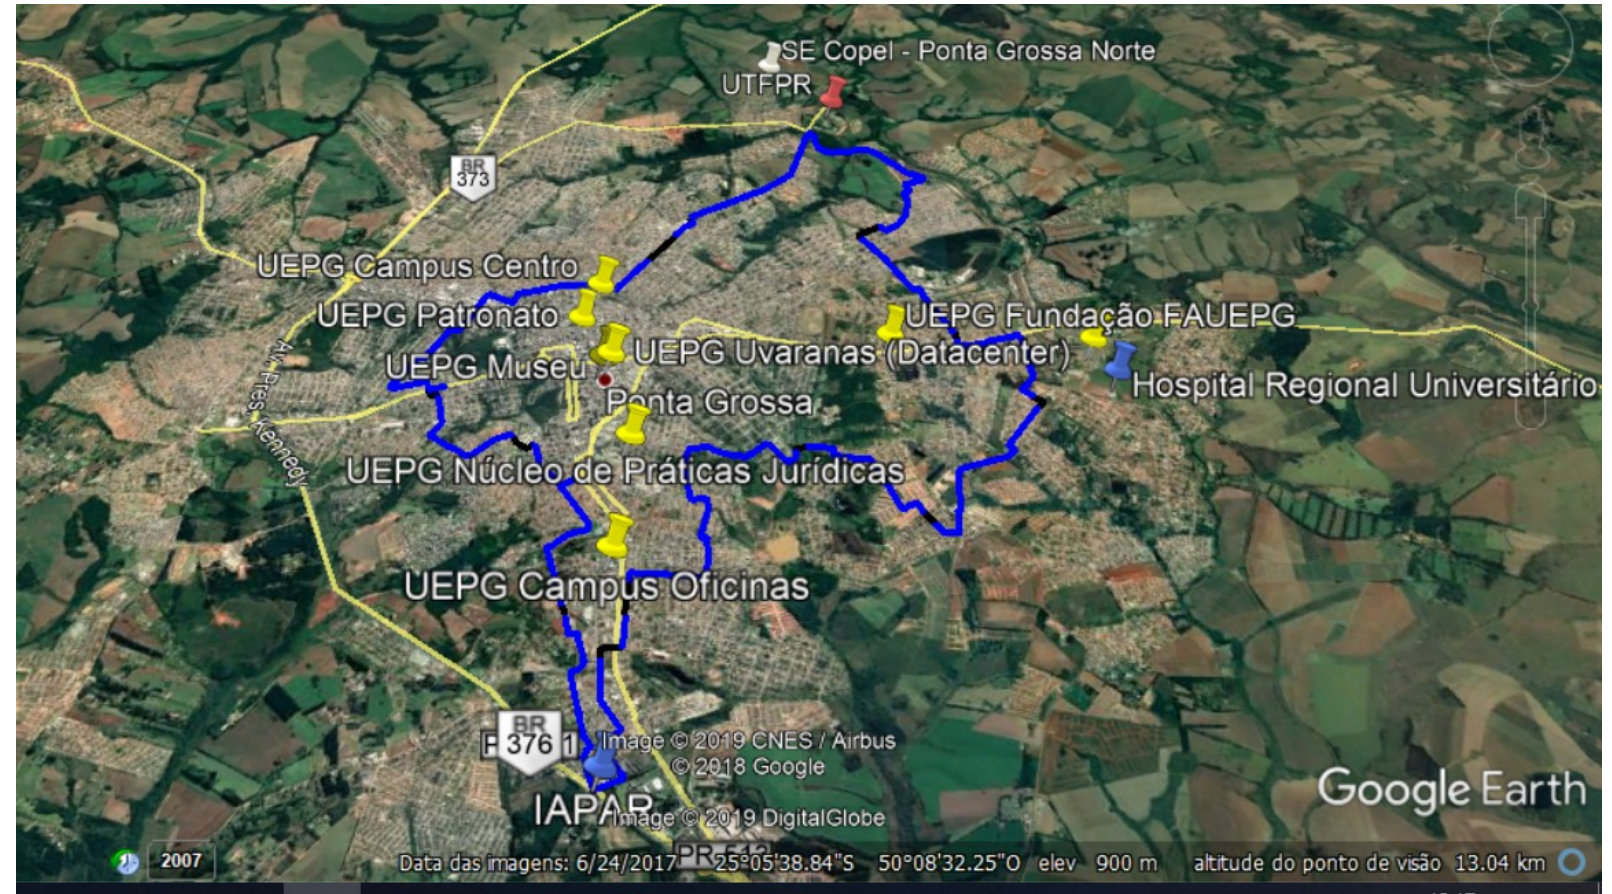 SE Copel - Ponta Grossa Norte
UTFPR
BR
373
UEPG Campus Centro
UEPG Patronato
UEPG Fundação FAUEPG
UEPG Museu
UEPG Uvaranas (Datacenter)
Hospital Regional Universitário
Av. Pres. Kennedy
Ponta Grossa
UEPG Núcleo de Práticas Jurídicas
UEPG Campus Oficinas
BR
376
Image © 2019 CNES / Airbus
© 2018 Google
Google Earth
IAPAR
Image © 2019 DigitalGlobe
2007
Data das imagens: 6/24/2017
PR-513
25°05'38.84"S 50°08'32.25"O elev 900 m altitude do ponto de visão 13.04 km